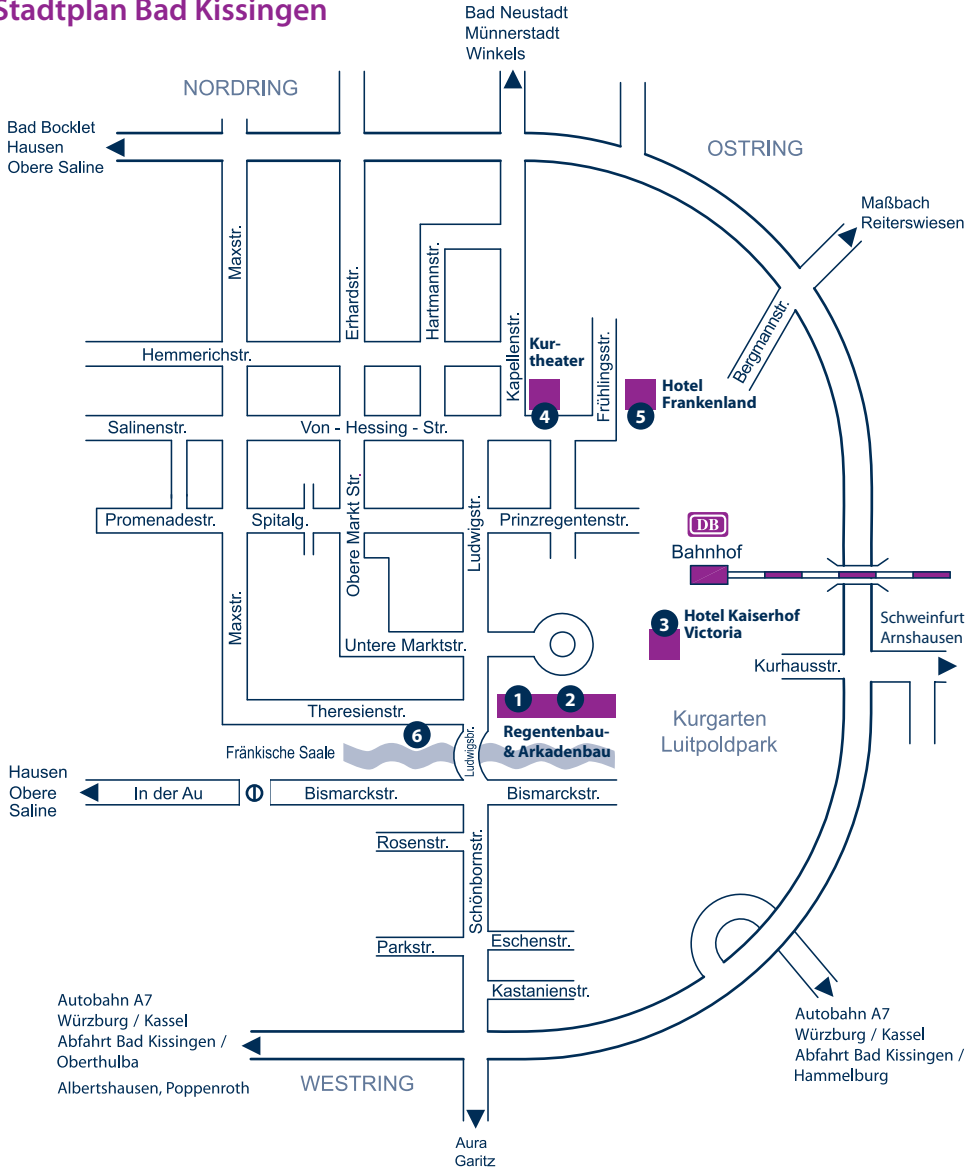 Stadtplan Bad Kissingen
Bad Neustadt
Münnerstadt
Winkels
NORDRING
Bad Bocklet
Hausen
Obere Saline
OSTRING
Maßbach
Reiterswiesen
Maxstr.
Erhardstr.
Hartmannstr.
Kapellenstr.
Frühlingsstr.
Bergmannstr.
Hemmerichstr.
Kur-
theater
4
Hotel
Frankenland
5
Salinenstr.
Von - Hessing - Str.
Promenadestr.
Spitalg.
Obere Markt Str.
Ludwigstr.
Prinzregentenstr.
DB
Bahnhof
Maxstr.
Untere Marktstr.
3
Hotel Kaiserhof
Victoria
Schweinfurt
Arnshausen
Kurhausstr.
Theresienstr.
1
2
Regentenbau-
& Arkadenbau
Kurgarten
Luitpoldpark
6
Fränkische Saale
Ludwigsbr.
Hausen
Obere
Saline
In der Au
Bismarckstr.
Bismarckstr.
Rosenstr.
Schönbornstr.
Parkstr.
Eschenstr.
Kastanienstr.
Autobahn A7
Würzburg / Kassel
Abfahrt Bad Kissingen /
Oberthulba
Albertshausen, Poppenroth
WESTRING
Autobahn A7
Würzburg / Kassel
Abfahrt Bad Kissingen /
Hammelburg
Aura
Garitz